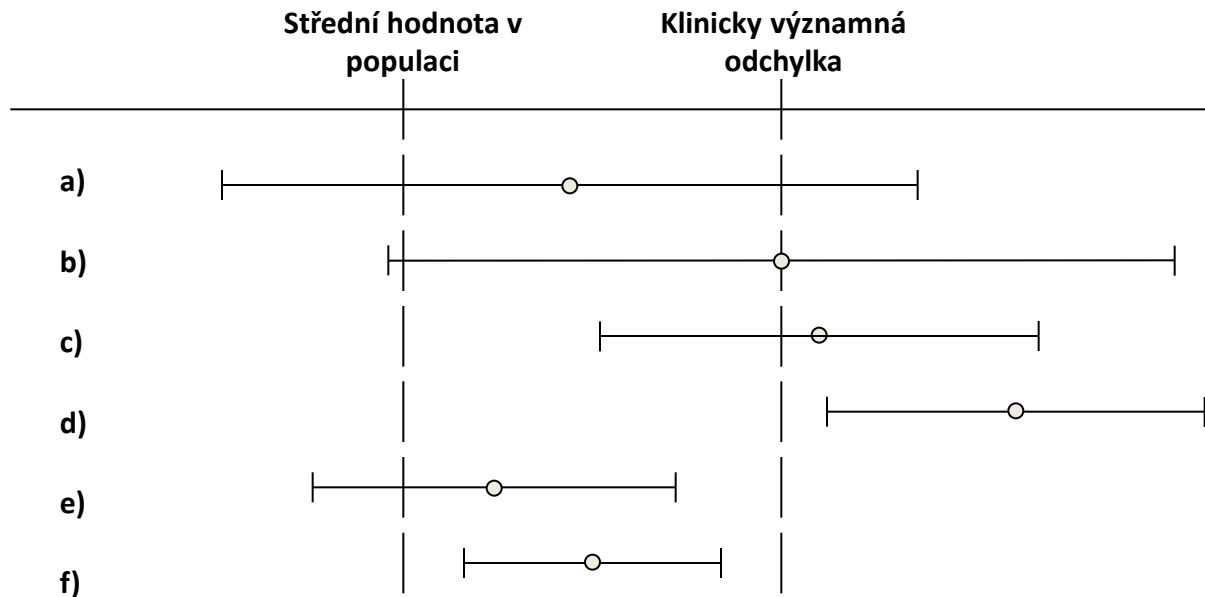 Střední hodnota v
populaci
Klinicky významná
odchylka
a)
b)
c)
d)
e)
f)